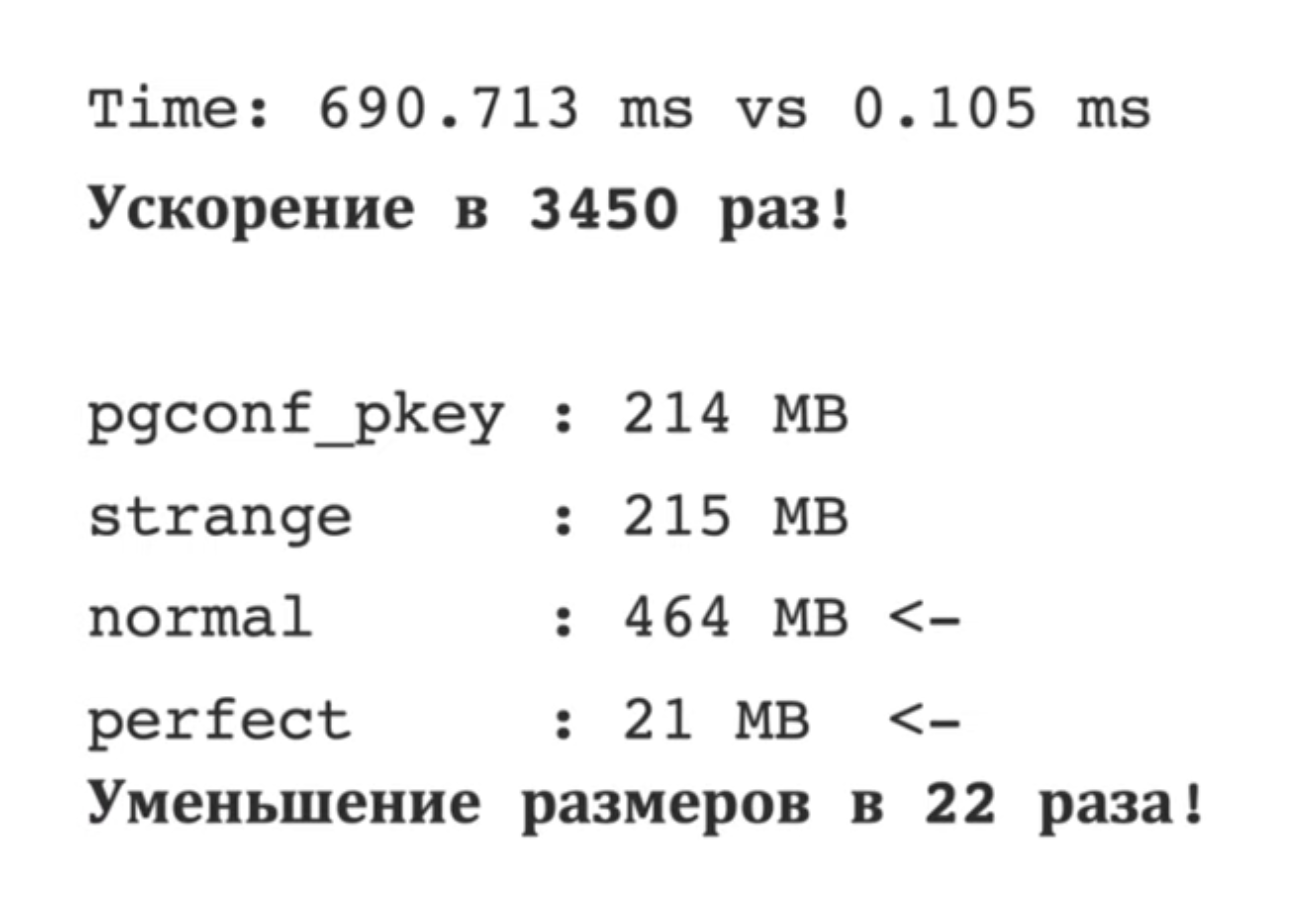 Time: 690.713 ms vs 0.105 ms
Ускорение в 3450 раз!
pgconf_pkey : 214 MB
strange : 215 MB
normal : 464 MB <-
perfect : 21 MB <-
Уменьшение размеров в 22 раза!